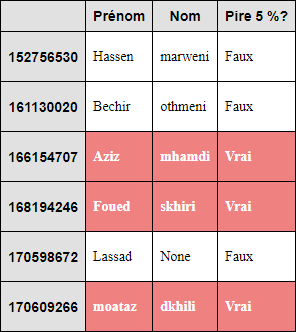 Prénom Nom Pire 5 %?
152756530 Hassen marweni Faux
161130020 Bechir othmeni Faux
166154707 Aziz mhamdi Vrai
168194246 Foued skhiri Vrai
170598672 Lassad None Faux
170609266 moataz dkhili Vrai